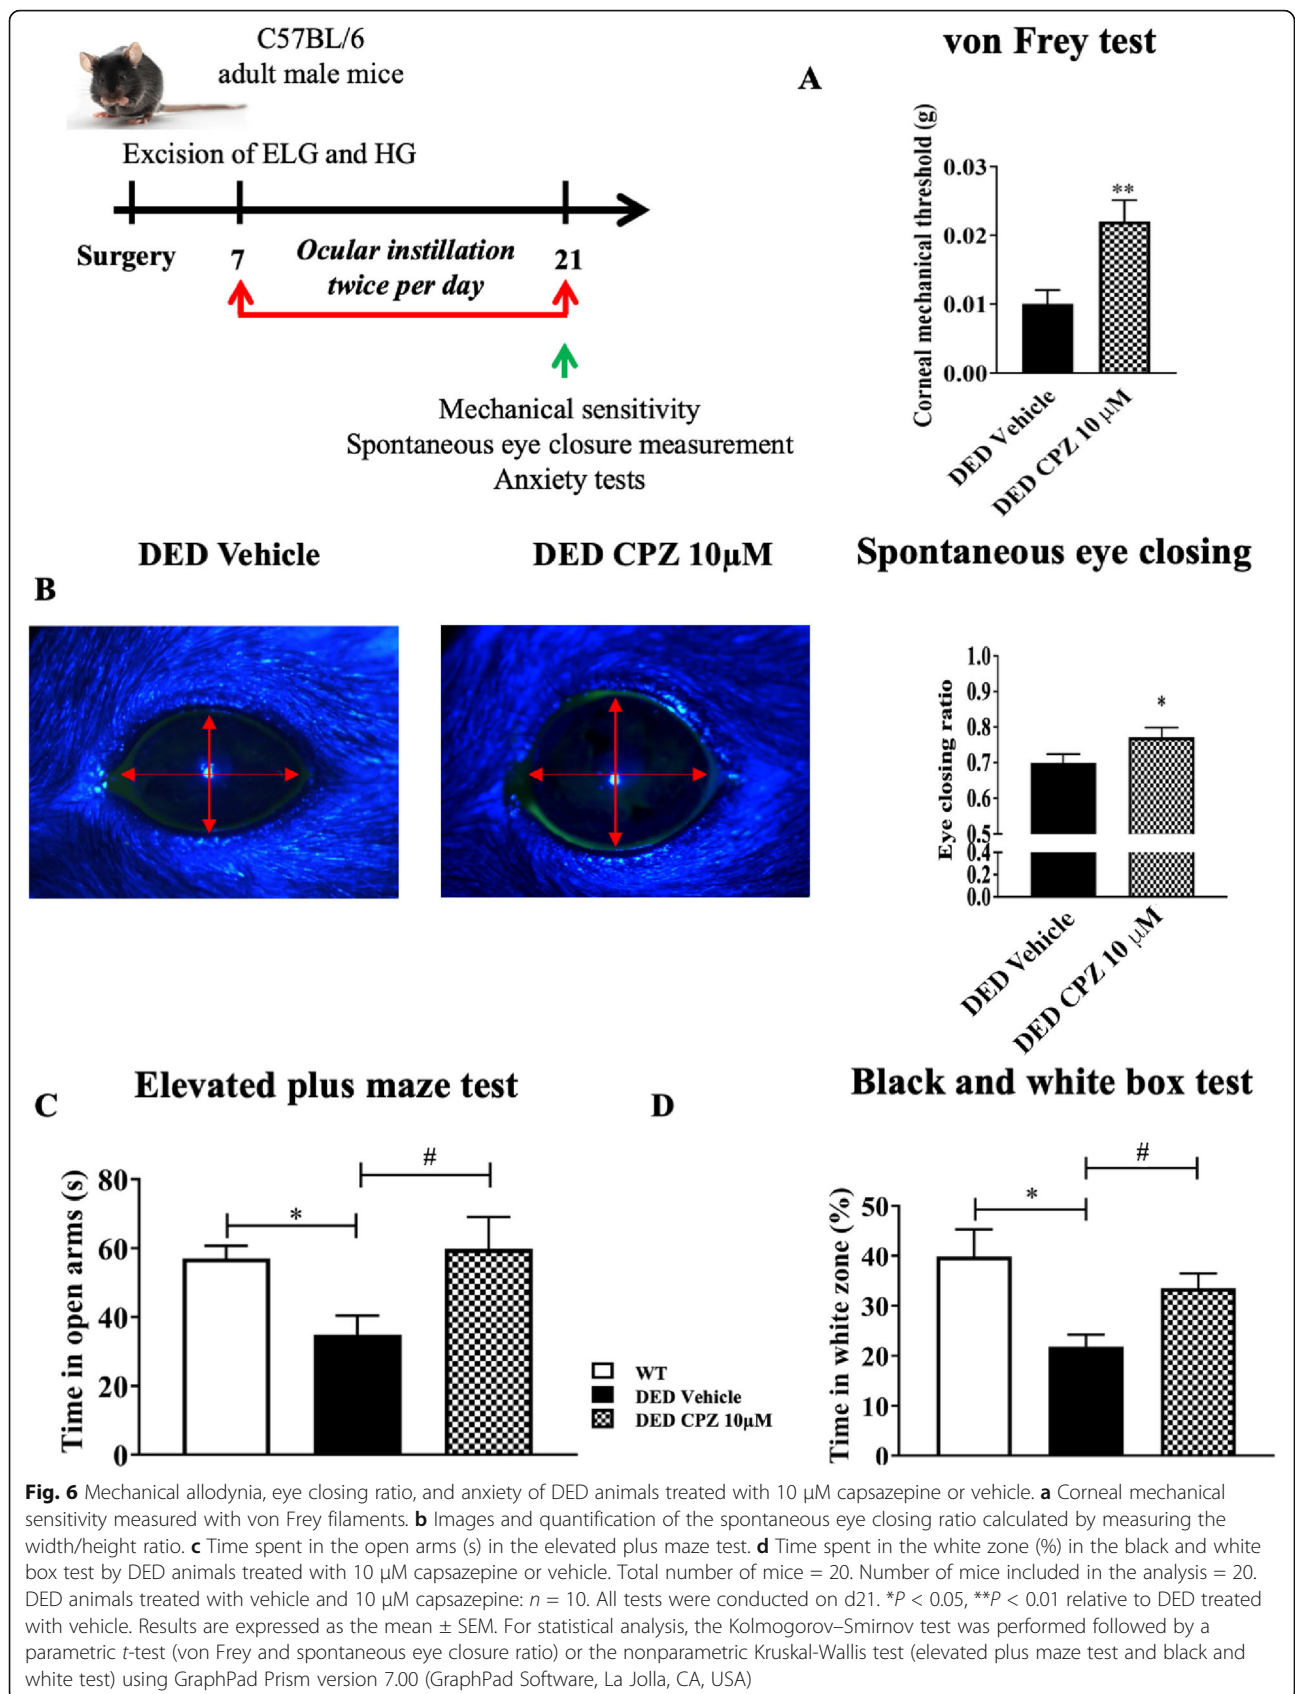 C57BL/6
adult male mice
Excision of ELG and HG
Surgery
7
Ocular instillation
twice per day
21
Mechanical sensitivity
Spontaneous eye closure measurement
Anxiety tests
von Frey test
A
Corneal mechanical threshold (g)
0.03
0.02
0.01
0.00
**
DED Vehicle
DED CPZ 10 μM
B
DED Vehicle
DED CPZ 10μM
Spontaneous eye closing
Eye closing ratio
1.0
0.9
0.8
0.7
0.6
0.5
0.4
0.2
0.0
*
DED Vehicle
DED CPZ 10 μM
C
Elevated plus maze test
Time in open arms (s)
80
60
40
20
0
*
#
WT
DED Vehicle
DED CPZ 10μM
D
Black and white box test
Time in white zone (%)
50
40
30
20
10
0
*
#
Fig. 6 Mechanical allodynia, eye closing ratio, and anxiety of DED animals treated with 10 μM capsazepine or vehicle. a Corneal mechanical
sensitivity measured with von Frey filaments. b Images and quantification of the spontaneous eye closing ratio calculated by measuring the
width/height ratio. c Time spent in the open arms (s) in the elevated plus maze test. d Time spent in the white zone (%) in the black and white
box test by DED animals treated with 10 μM capsazepine or vehicle. Total number of mice = 20. Number of mice included in the analysis = 20.
DED animals treated with vehicle and 10 μM capsazepine: n = 10. All tests were conducted on d21. *P < 0.05, **P < 0.01 relative to DED treated
with vehicle. Results are expressed as the mean ± SEM. For statistical analysis, the Kolmogorov–Smirnov test was performed followed by a
parametric t-test (von Frey and spontaneous eye closure ratio) or the nonparametric Kruskal-Wallis test (elevated plus maze test and black and
white test) using GraphPad Prism version 7.00 (GraphPad Software, La Jolla, CA, USA)